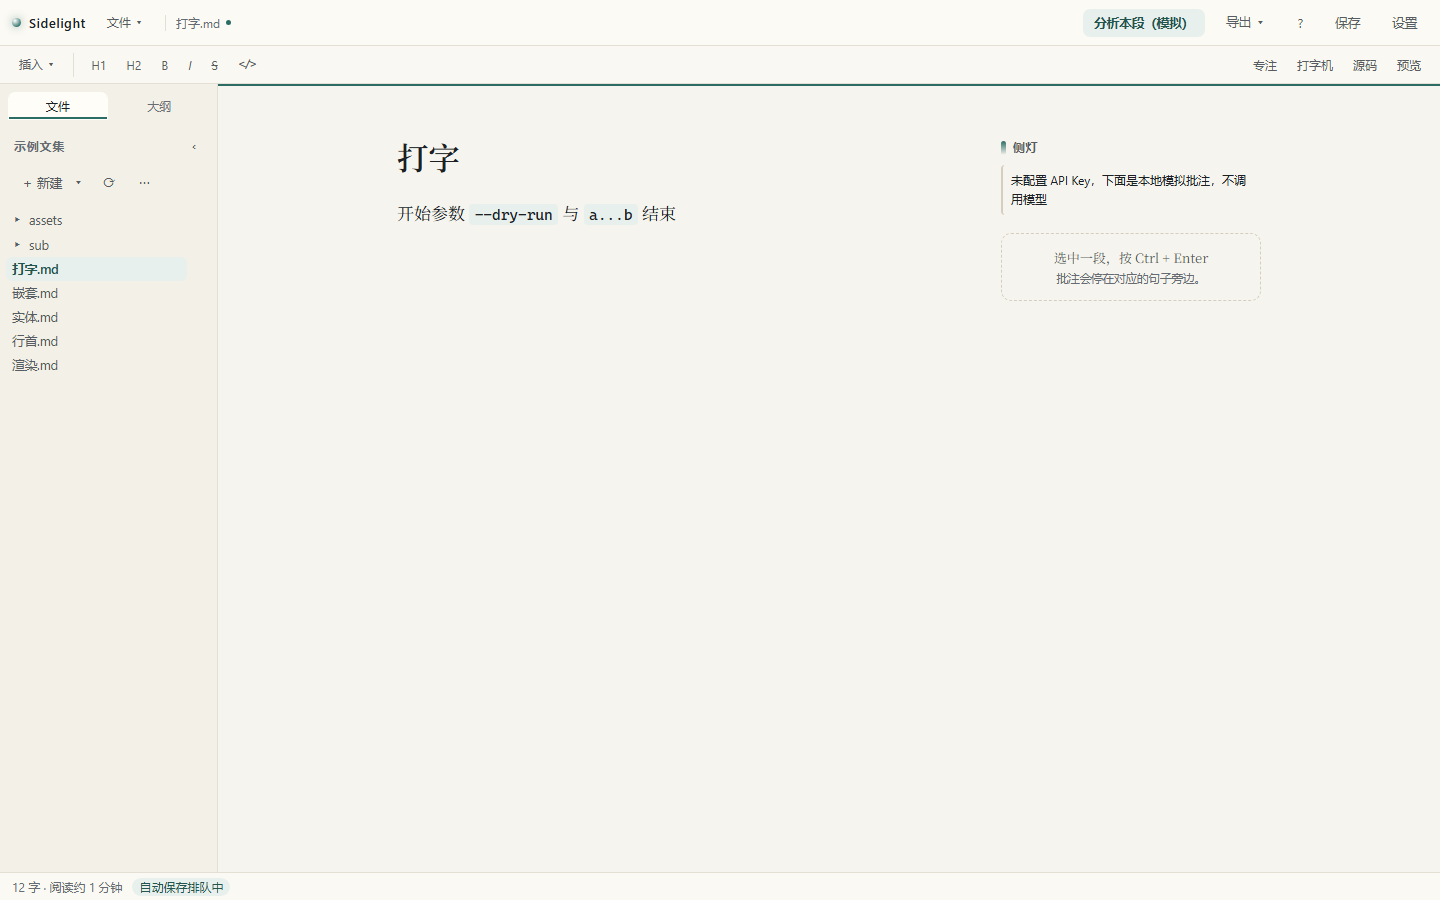 Sidelight 文件 ▾ 打字.md ● 分析本段（模拟） 导出 ▾ ? 保存 设置
插入 ▾ H1 H2 B I S </> 专注 打字机 源码 预览
文件 大纲
示例文集 ‹
+ 新建 ▾ ⟳ ···
▸ assets
▸ sub
打字.md
嵌套.md
实体.md
行首.md
渲染.md
打字
开始参数 --dry-run 与 a...b 结束
侧灯
未配置 API Key，下面是本地模拟批注，不调
用模型
选中一段，按 Ctrl + Enter
批注会停在对应的句子旁边。
12 字 · 阅读约 1 分钟 自动保存排队中